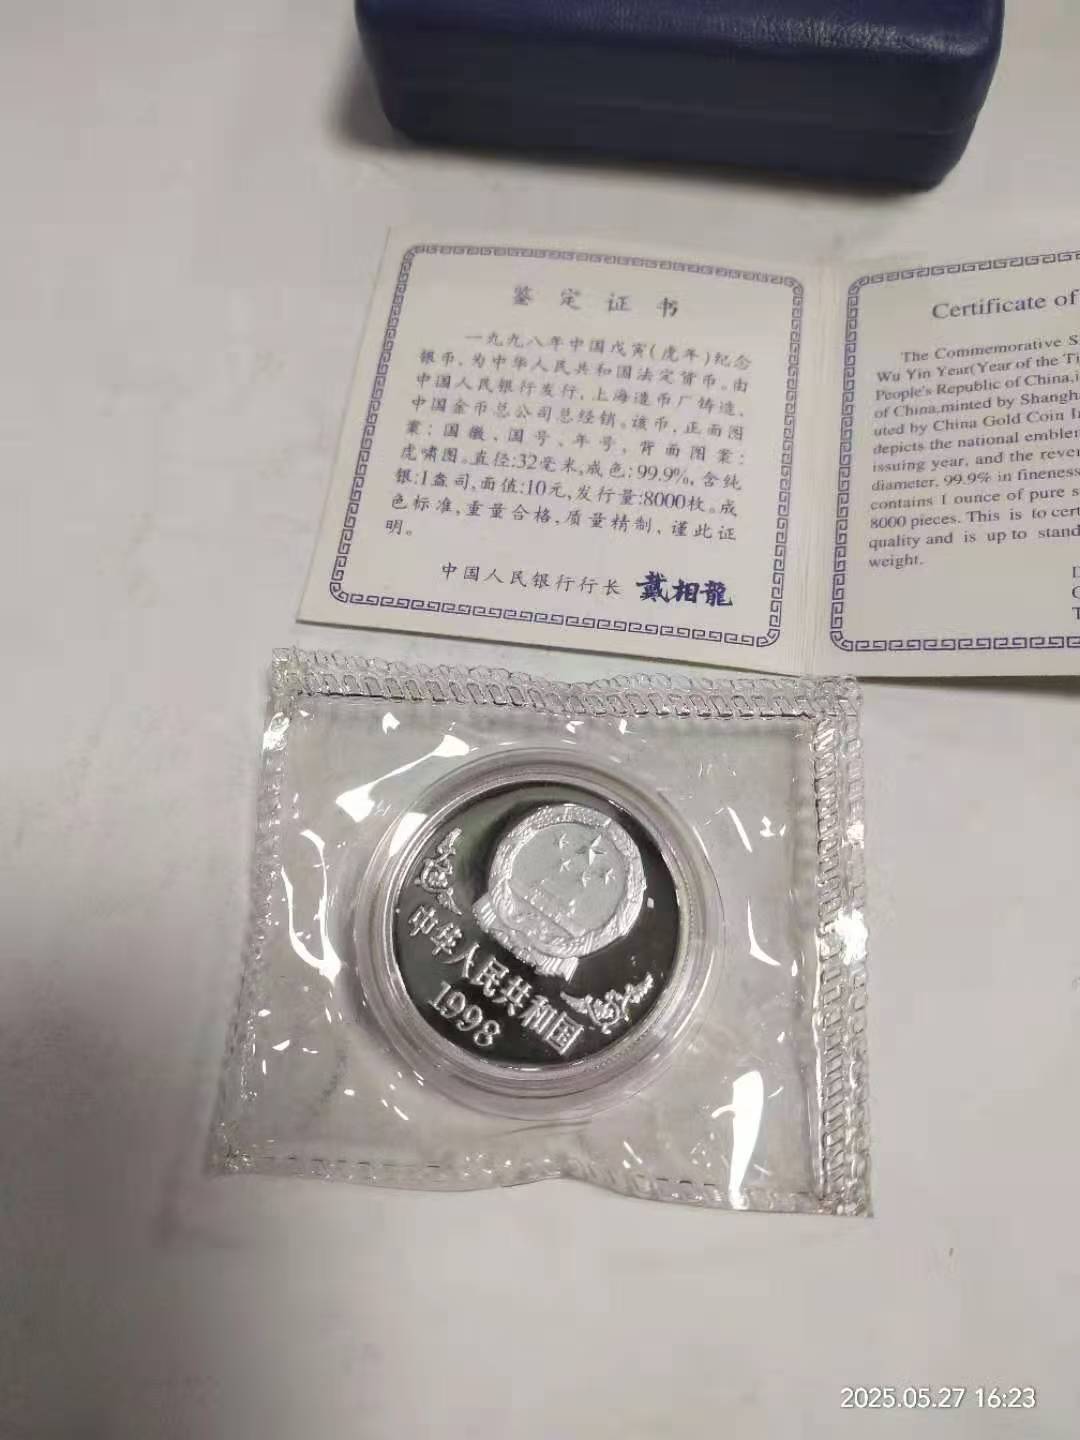 鉴定证书
一九九八年中国戊寅(虎年)纪念
银币,为中华人民共和国法定货币。由
中国人民银行发行,上海造币厂铸造,
中国金币总公司总经销。该币,正面图
案:国徽、国号、年号,背面图案:
虎啸图。直径:32毫米,成色:99.9%,含纯
银:1盎司,面值:10元,发行量:8000枚。成
色标准,重量合格,质量精制,谨此证
明。
中国人民银行行长 戴相龍
Certificate of
The Commemorative S
Wu Yin Year(Year of the Ti
People's Republic of China,i
of China,minted by Shangha
uted by China Gold Coin In
depicts the national emblem
issuing year, and the rever
diameter, 99.9% in fineness
contains 1 ounce of pure s
8000 pieces. This is to cert
quality and is up to stand
weight.
中华人民共和国
1998
2025.05.27 16:23